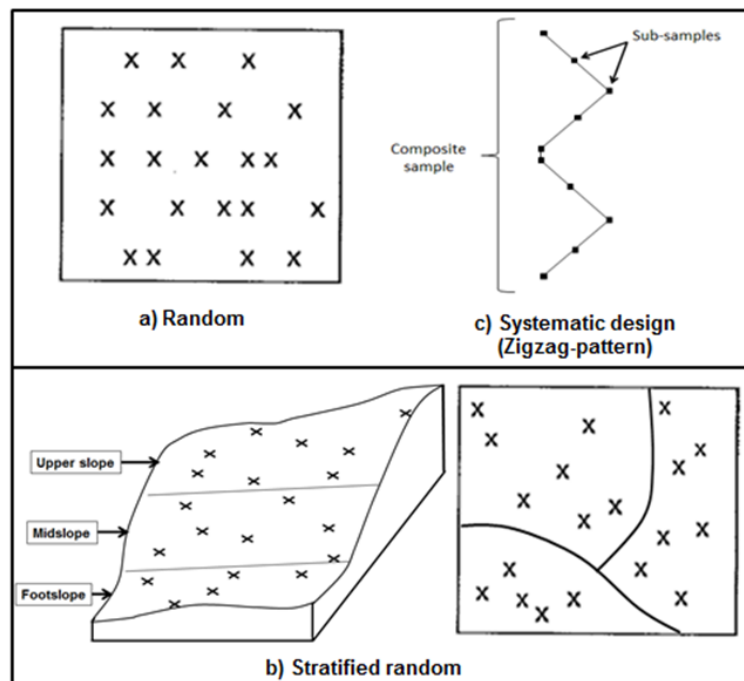 Sub-samples
Composite
sample
a) Random
c) Systematic design
(Zigzag-pattern)
Upper slope
Midslope
Footslope
b) Stratified random